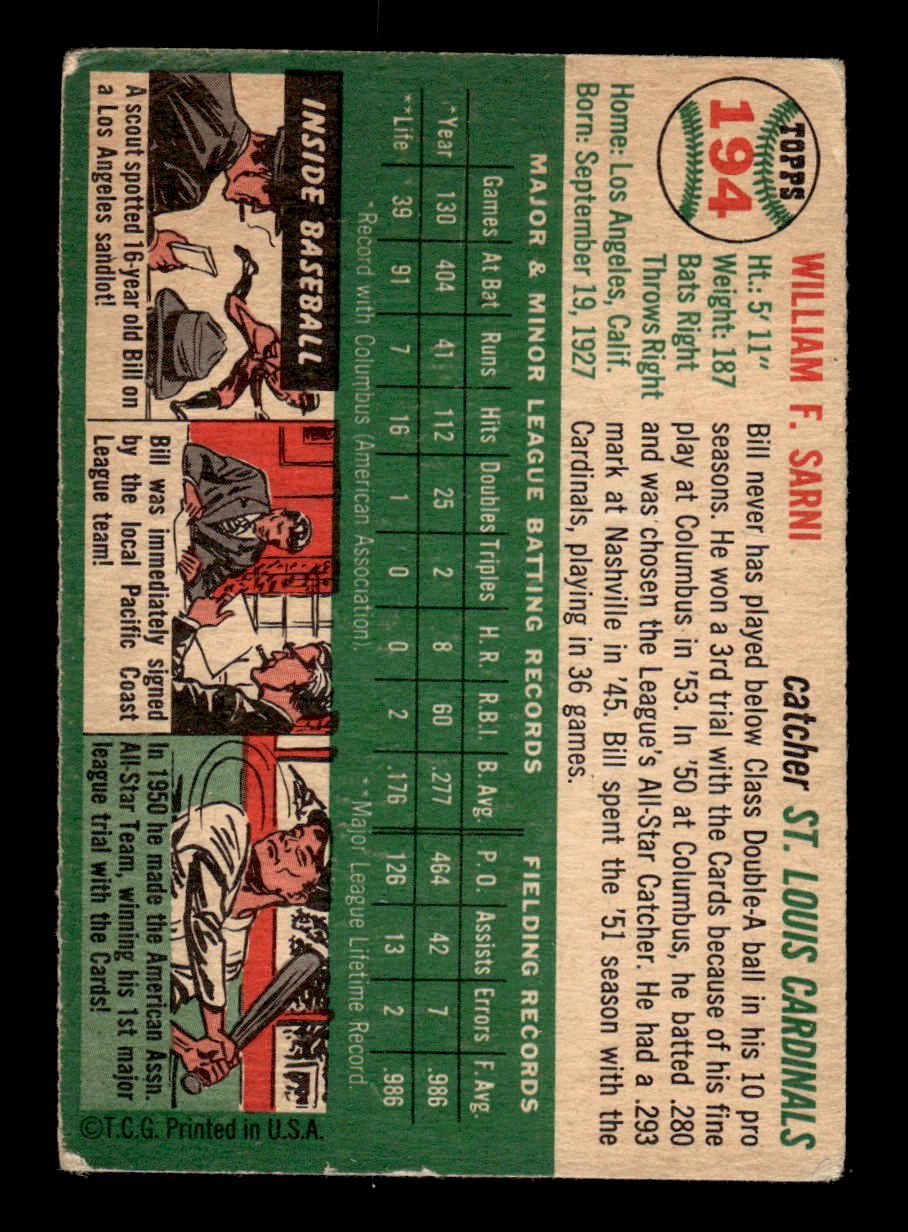 TOPPS
194
WILLIAM F. SARNI
catcher ST. LOUIS CARDINALS
Ht.: 5' 11"
Weight: 187
Bats Right
Throws Right
Home: Los Angeles, Calif.
Born: September 19, 1927
Bill never has played below Class Double-A ball in his 10 pro
seasons. He won a 3rd trial with the Cards because of his fine
play at Columbus in '53. In '50 at Columbus, he batted .280
and was chosen the League's All-Star Catcher. He had a .293
mark at Nashville in '45. Bill spent the '51 season with the
Cardinals, playing in 36 games.
MAJOR & MINOR LEAGUE BATTING RECORDS FIELDING RECORDS
Games At Bat Runs Hits Doubles Triples H. R. R.B.I. B. Avg. P. O. Assists Errors F. Avg.
*Year 130 404 41 112 25 2 8 60 .277 464 42 7 .986
**Life 39 91 7 16 1 0 0 2 .176 126 13 2 .986
*Record with Columbus (American Association). **Major League Lifetime Record.
INSIDE BASEBALL
A scout spotted 16-year old Bill on
a Los Angeles sandlot!
Bill was immediately signed
by the local Pacific Coast
League team!
In 1950 he made the American Assn.
All-Star Team, winning his 1st major
league trial with the Cards!
©T.C.G. Printed in U.S.A.